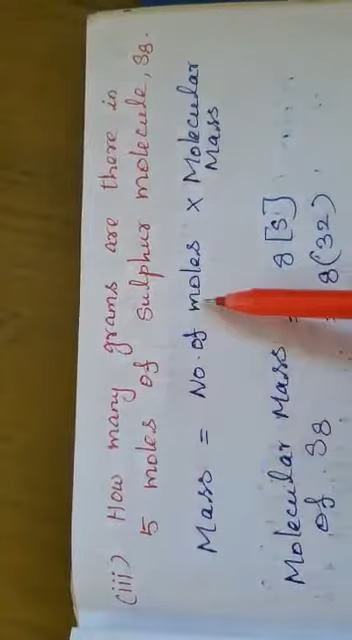 (iii) How many grams are there in
5 moles of sulphur molecule, S8.
Mass = No. of moles × Molecular
Mass
Molecular Mass = 8 [S]
of S8 = 8(32)